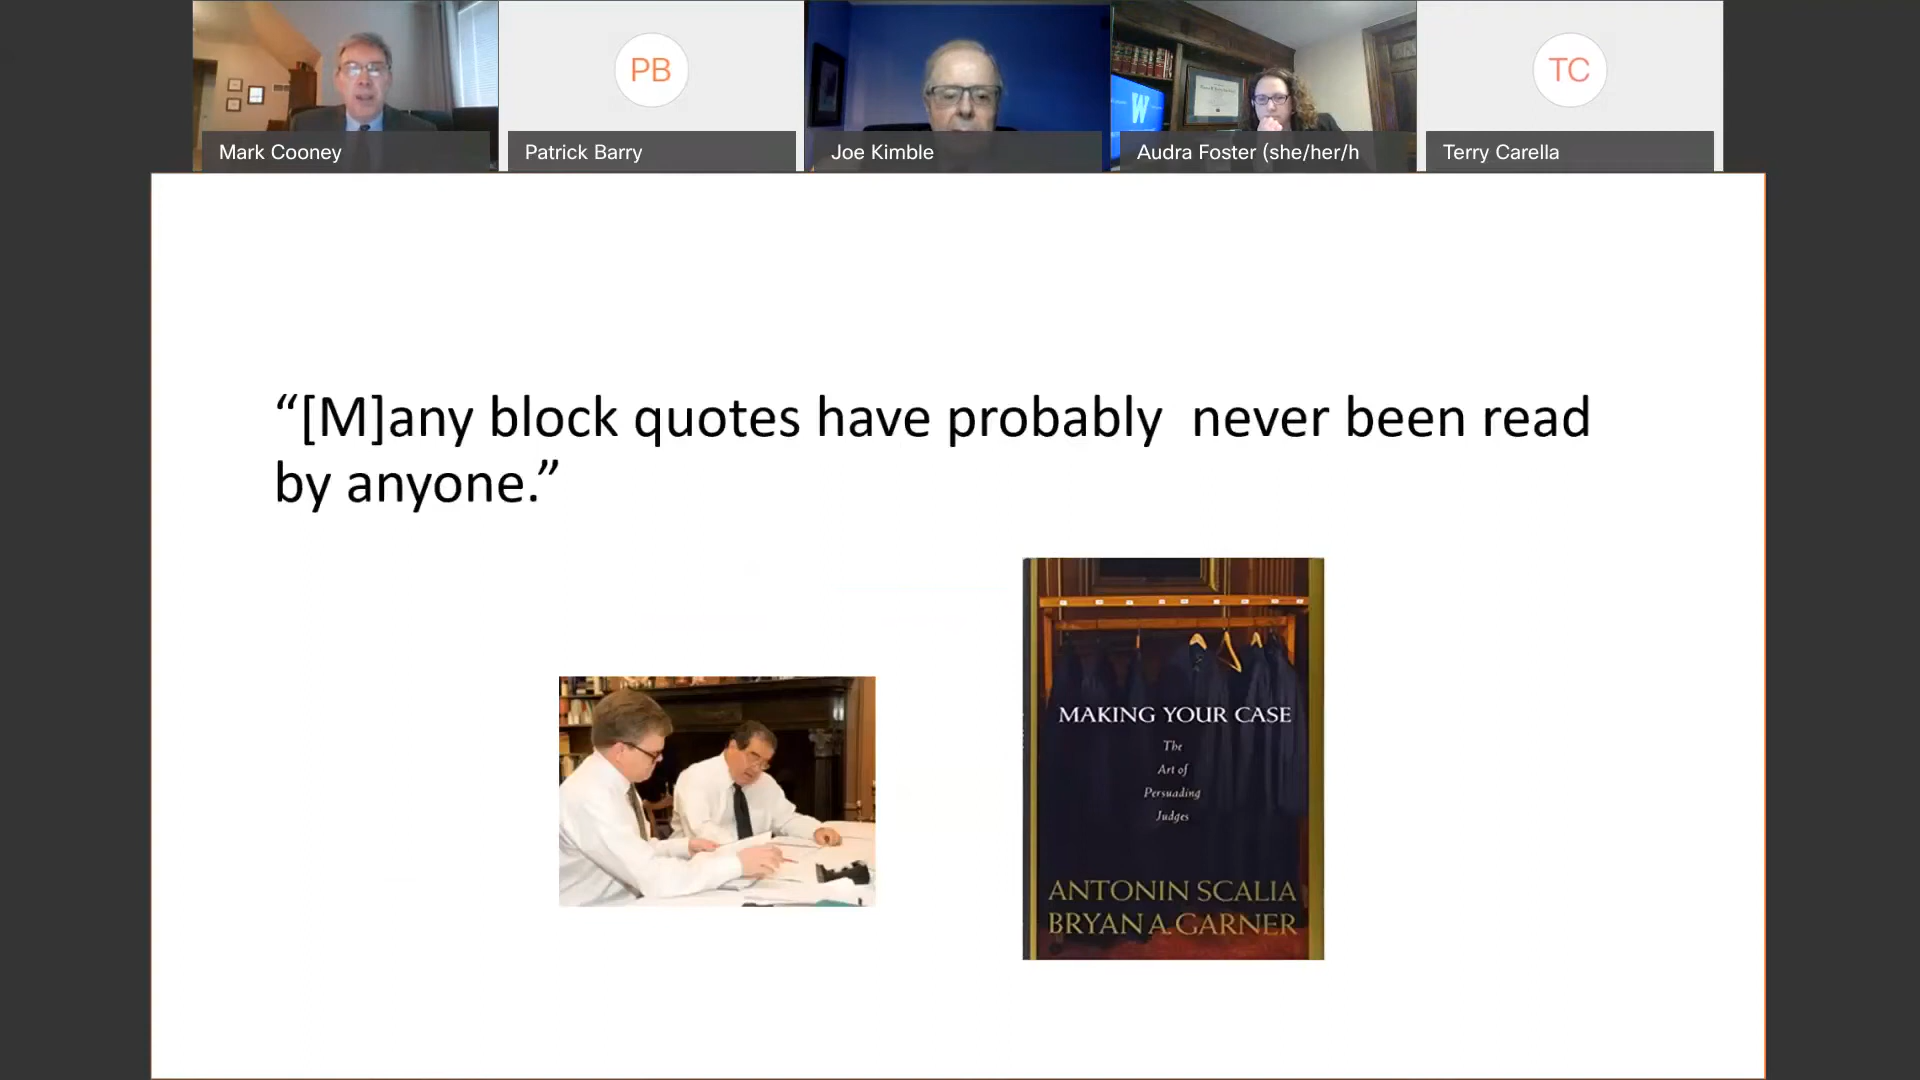 PB
TC
W
Mark Cooney
Patrick Barry
Joe Kimble
Audra Foster (she/her/h
Terry Carella
“[M]any block quotes have probably  never been read
by anyone.”
MAKING YOUR CASE
The
Art of
Persuading
Judges
ANTONIN SCALIA
BRYAN A. GARNER